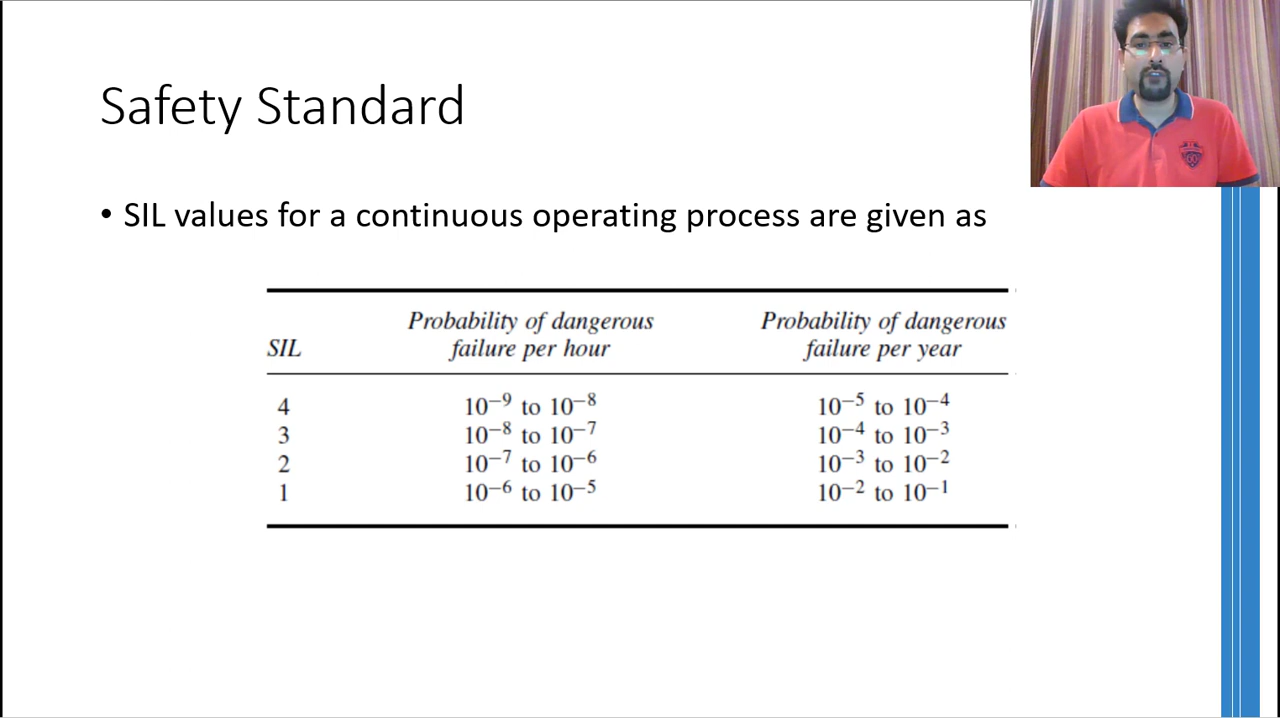 Safety Standard
• SIL values for a continuous operating process are given as
Probability of dangerous Probability of dangerous
SIL failure per hour failure per year
4 10⁻⁹ to 10⁻⁸ 10⁻⁵ to 10⁻⁴
3 10⁻⁸ to 10⁻⁷ 10⁻⁴ to 10⁻³
2 10⁻⁷ to 10⁻⁶ 10⁻³ to 10⁻²
1 10⁻⁶ to 10⁻⁵ 10⁻² to 10⁻¹